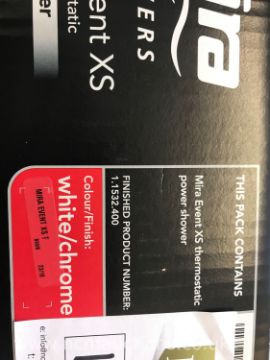 ira
ERS
ent XS
static
er
THIS PACK CONTAINS
Mira Event XS thermostatic
power shower
FINISHED PRODUCT NUMBER:
1.1532.400
Colour/Finish:
white/chrome
MIRA EVENT XS T